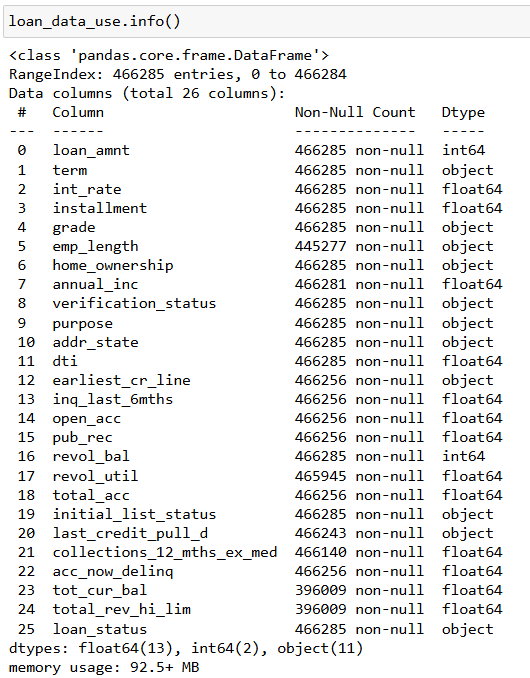 loan_data_use.info()
<class 'pandas.core.frame.DataFrame'>
RangeIndex: 466285 entries, 0 to 466284
Data columns (total 26 columns):
 #   Column                       Non-Null Count   Dtype
---  ------                       --------------   -----
 0   loan_amnt                    466285 non-null  int64
 1   term                         466285 non-null  object
 2   int_rate                     466285 non-null  float64
 3   installment                  466285 non-null  float64
 4   grade                        466285 non-null  object
 5   emp_length                   445277 non-null  object
 6   home_ownership               466285 non-null  object
 7   annual_inc                   466281 non-null  float64
 8   verification_status          466285 non-null  object
 9   purpose                      466285 non-null  object
 10  addr_state                   466285 non-null  object
 11  dti                          466285 non-null  float64
 12  earliest_cr_line             466256 non-null  object
 13  inq_last_6mths               466256 non-null  float64
 14  open_acc                     466256 non-null  float64
 15  pub_rec                      466256 non-null  float64
 16  revol_bal                    466285 non-null  int64
 17  revol_util                   465945 non-null  float64
 18  total_acc                    466256 non-null  float64
 19  initial_list_status          466285 non-null  object
 20  last_credit_pull_d           466243 non-null  object
 21  collections_12_mths_ex_med   466140 non-null  float64
 22  acc_now_delinq               466256 non-null  float64
 23  tot_cur_bal                  396009 non-null  float64
 24  total_rev_hi_lim             396009 non-null  float64
 25  loan_status                  466285 non-null  object
dtypes: float64(13), int64(2), object(11)
memory usage: 92.5+ MB